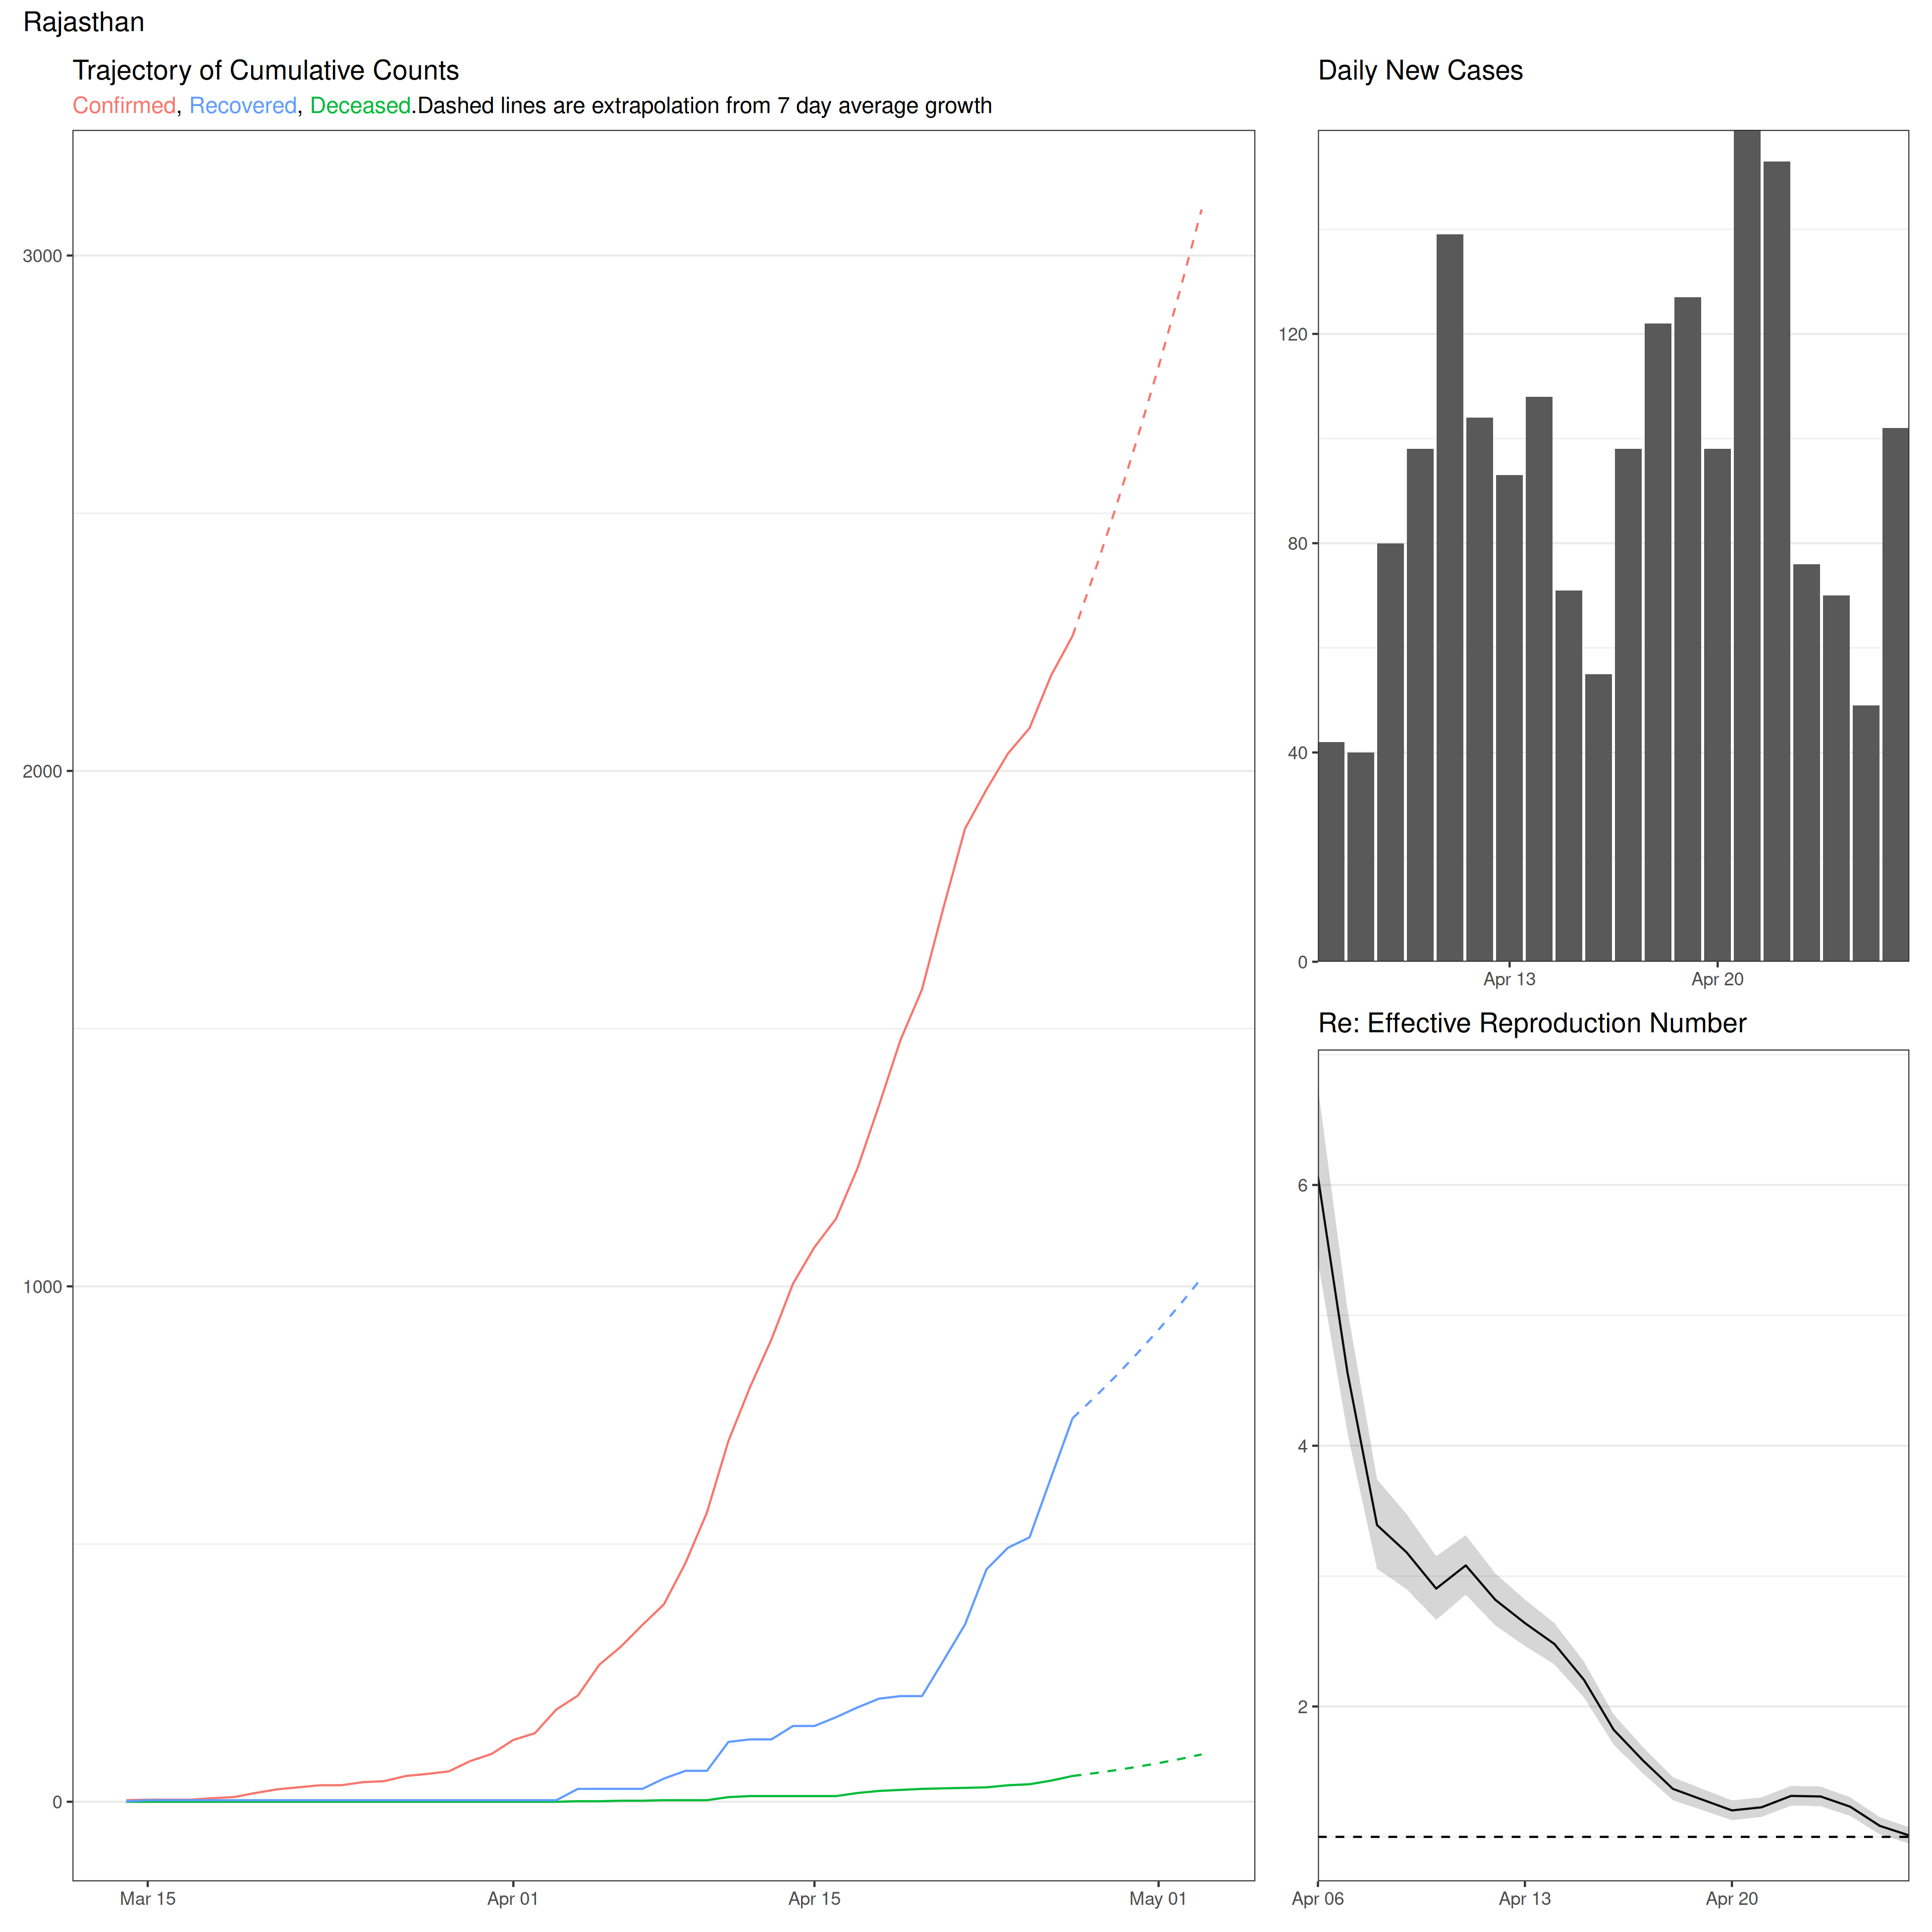 Rajasthan
Trajectory of Cumulative Counts
Confirmed, Recovered, Deceased.Dashed lines are extrapolation from 7 day average growth
3000
2000
1000
0
Mar 15
Apr 01
Apr 15
May 01
Daily New Cases
120
80
40
0
Apr 13
Apr 20
Re: Effective Reproduction Number
6
4
2
Apr 06
Apr 13
Apr 20